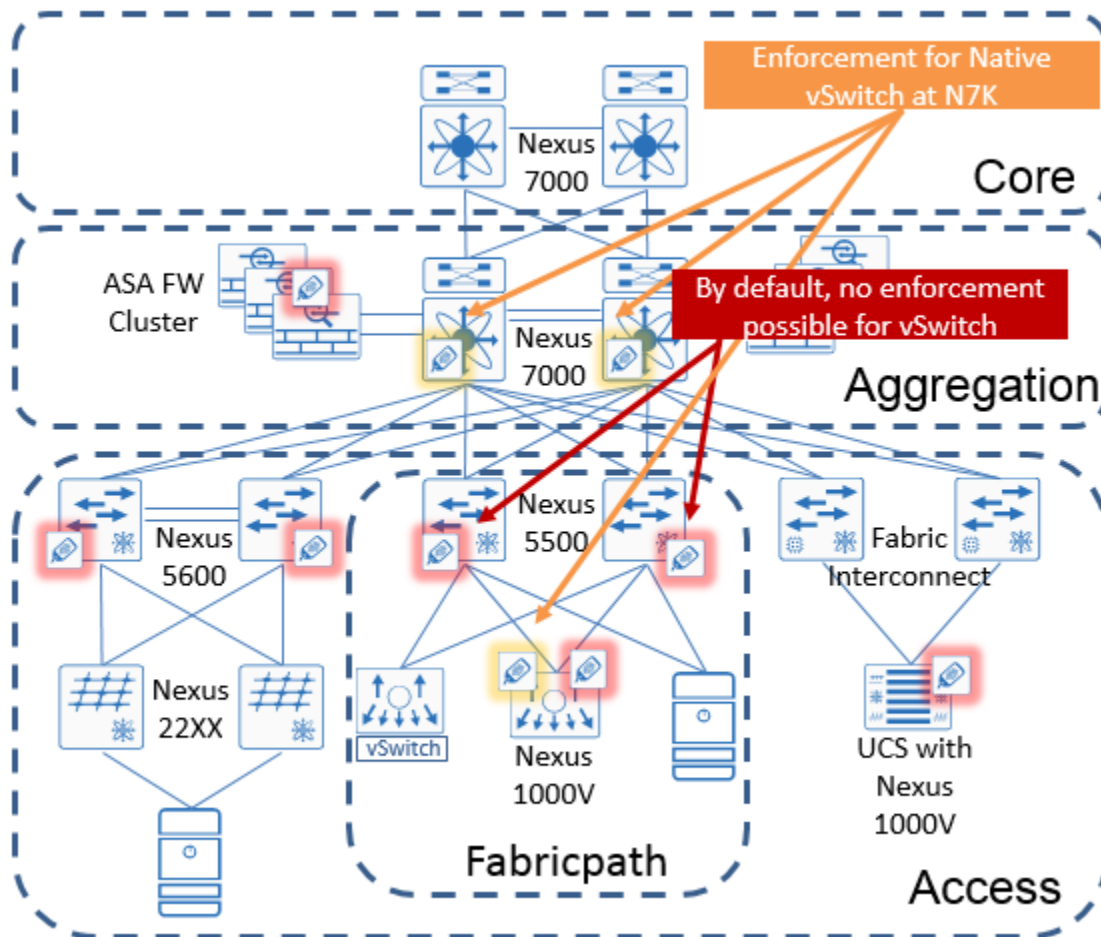 Enforcement for Native
vSwitch at N7K
Nexus
7000
Core
ASA FW
Cluster
By default, no enforcement
possible for vSwitch
Nexus
7000
Aggregation
Nexus
5600
Nexus
5500
Fabric
Interconnect
Nexus
22XX
vSwitch
Nexus
1000V
UCS with
Nexus
1000V
Fabricpath
Access